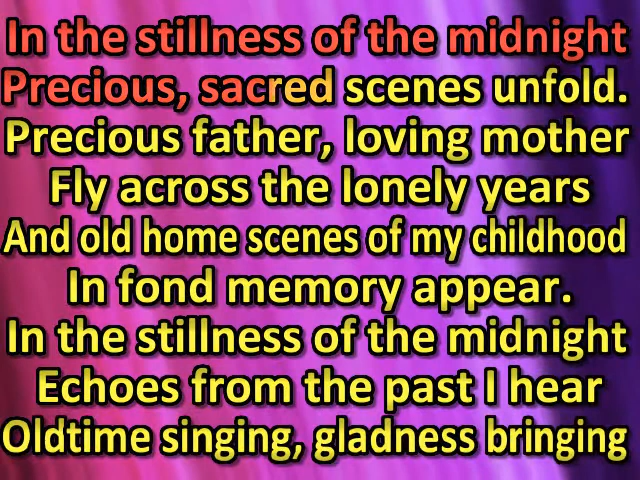 In the stillness of the midnight
Precious, sacred scenes unfold.
Precious father, loving mother
Fly across the lonely years
And old home scenes of my childhood
In fond memory appear.
In the stillness of the midnight
Echoes from the past I hear
Oldtime singing, gladness bringing